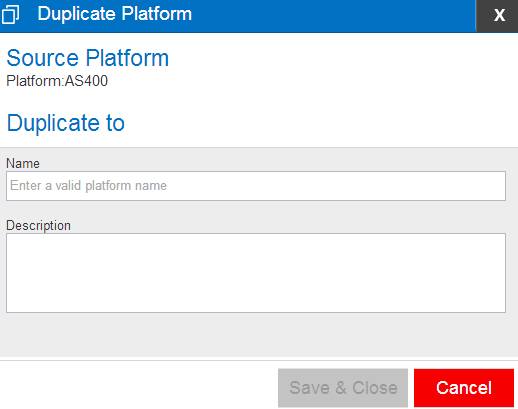 Duplicate Platform X
Source Platform
Platform:AS400
Duplicate to
Name
Enter a valid platform name
Description
Save & Close Cancel